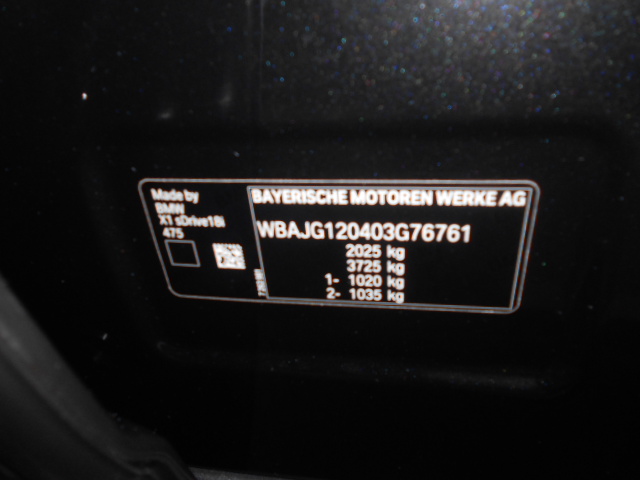 Made by
BMW
X1 sDrive18i
475
BAYERISCHE MOTOREN WERKE AG
WBAJG120403G76761
2025 kg
3725 kg
1- 1020 kg
2- 1035 kg